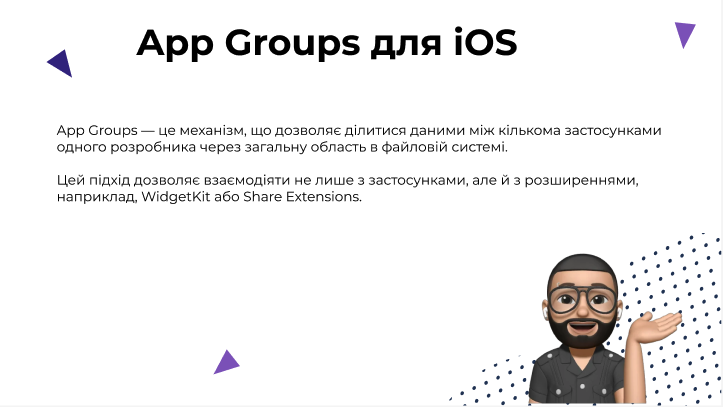 App Groups для iOS
App Groups — це механізм, що дозволяє ділитися даними між кількома застосунками
одного розробника через загальну область в файловій системі.
Цей підхід дозволяє взаємодіяти не лише з застосунками, але й з розширеннями,
наприклад, WidgetKit або Share Extensions.